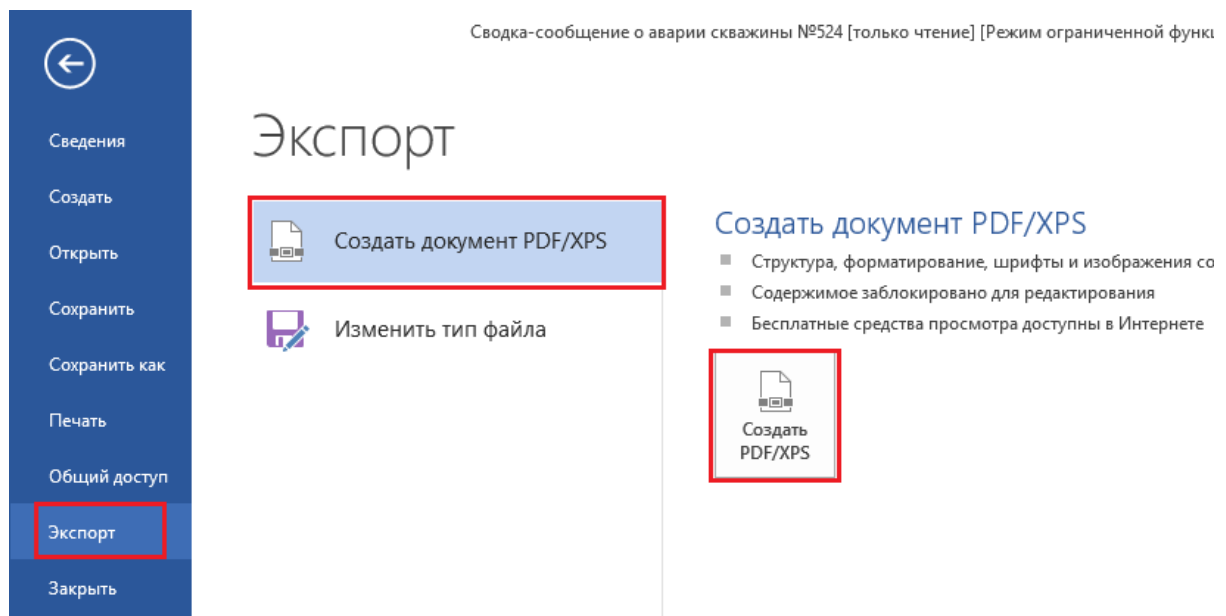 Сводка-сообщение о аварии скважины №524 [только чтение] [Режим ограниченной
Экспорт
Сведения
Создать
Открыть
Сохранить
Сохранить как
Печать
Общий доступ
Экспорт
Закрыть
Создать документ PDF/XPS
Изменить тип файла
Создать документ PDF/XPS
Структура, форматирование, шрифты и изображения
Содержимое заблокировано для редактирования
Бесплатные средства просмотра доступны в Интернете
Создать
PDF/XPS